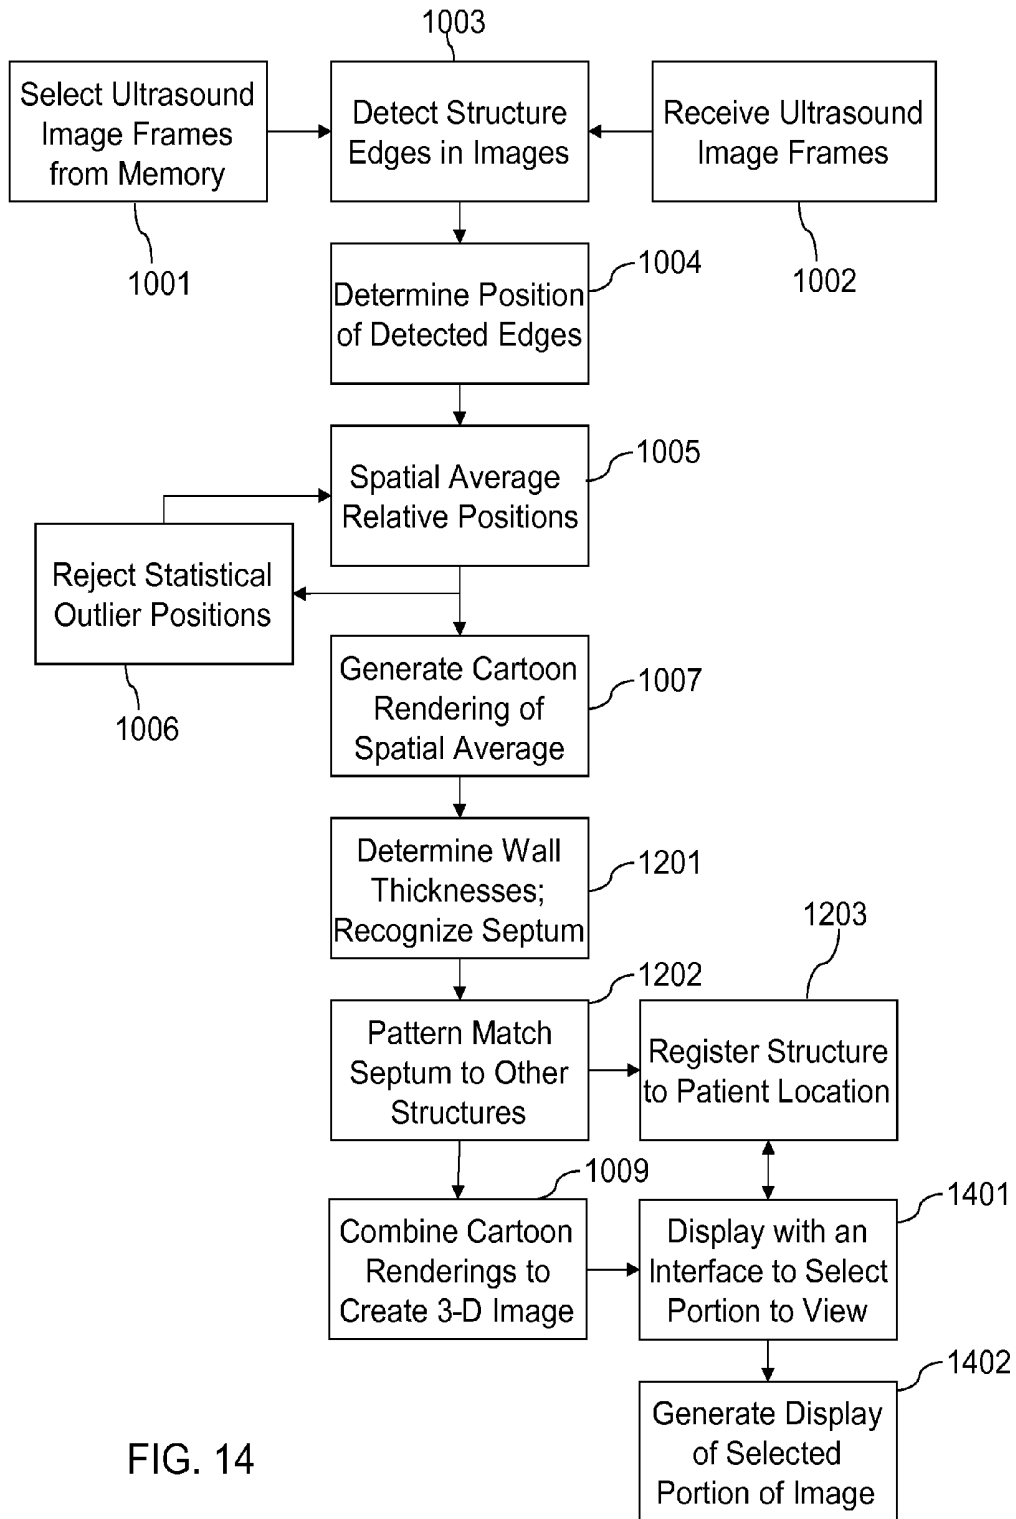 1003
Select Ultrasound
Image Frames
from Memory
Detect Structure
Edges in Images
Receive Ultrasound
Image Frames
1001
1002
1004
Determine Position
of Detected Edges
1005
Spatial Average
Relative Positions
Reject Statistical
Outlier Positions
1006
Generate Cartoon
Rendering of
Spatial Average
1007
Determine Wall
Thicknesses;
Recognize Septum
1201
1203
1202
Pattern Match
Septum to Other
Structures
Register Structure
to Patient Location
1009
Combine Cartoon
Renderings to
Create 3-D Image
1401
Display with an
Interface to Select
Portion to View
1402
Generate Display
of Selected
Portion of Image
FIG. 14